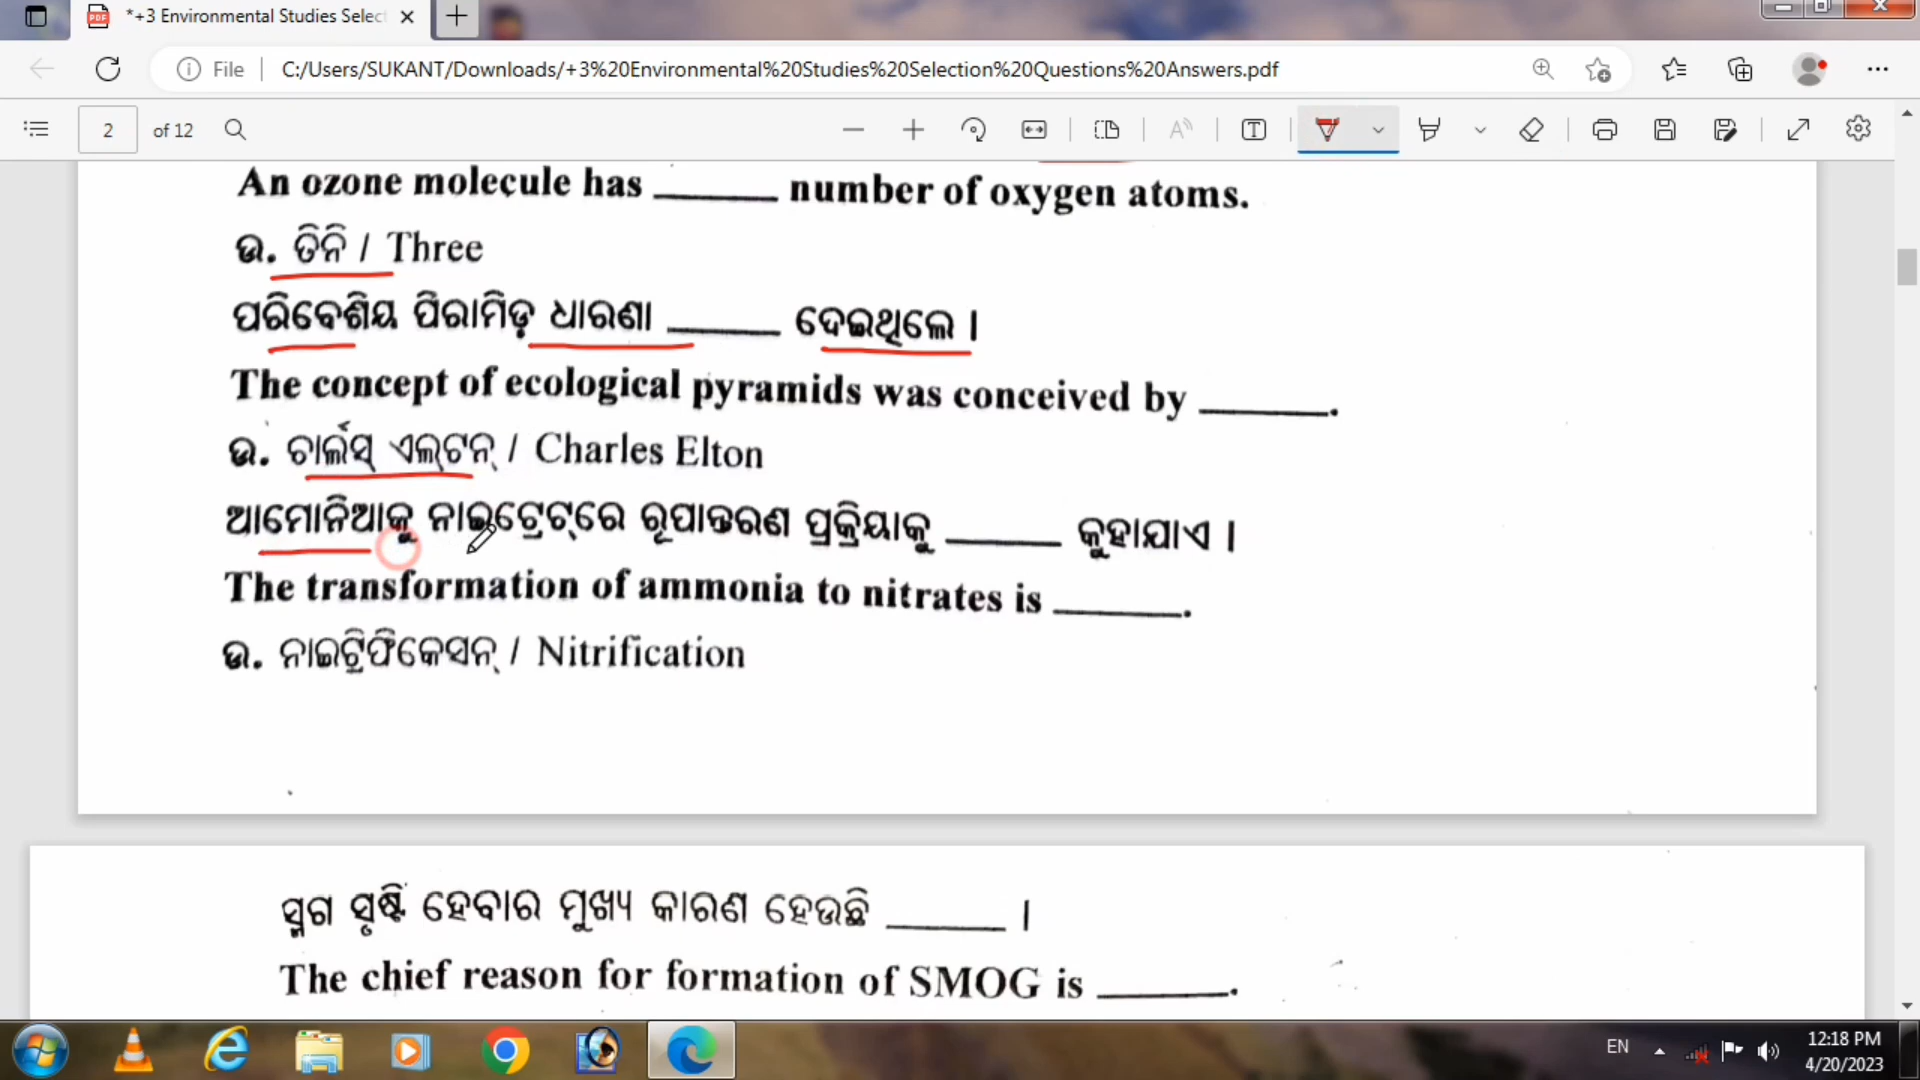 *+3 Environmental Studies Select
File C:/Users/SUKANT/Downloads/+3%20Environmental%20Studies%20Selection%20Questions%20Answers.pdf
2 of 12
An ozone molecule has ______ number of oxygen atoms.
ଉ. ତିନି / Three
ପରିବେଶିୟ ପିରାମିଡ୍ ଧାରଣା ______ ଦେଇଥିଲେ ।
The concept of ecological pyramids was conceived by ______.
ଉ. ଚାର୍ଲସ୍ ଏଲ୍‌ଟନ୍ / Charles Elton
ଆମୋନିଆକୁ ନାଇଟ୍ରେଟ୍‌ରେ ରୂପାନ୍ତରଣ ପ୍ରକ୍ରିୟାକୁ ______ କୁହାଯାଏ ।
The transformation of ammonia to nitrates is ______.
ଉ. ନାଇଟ୍ରିଫିକେସନ୍ / Nitrification
ସ୍ମଗ ସୃଷ୍ଟି ହେବାର ମୁଖ୍ୟ କାରଣ ହେଉଛି ______ ।
The chief reason for formation of SMOG is ______.
EN 12:18 PM
4/20/2023